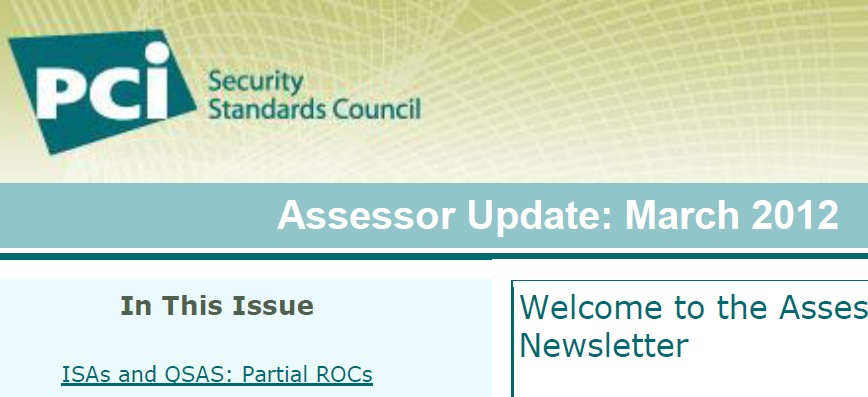 PCI
Security
Standards Council
Assessor Update: March 2012
In This Issue
ISAs and QSAS: Partial ROCs
Welcome to the Asses
Newsletter